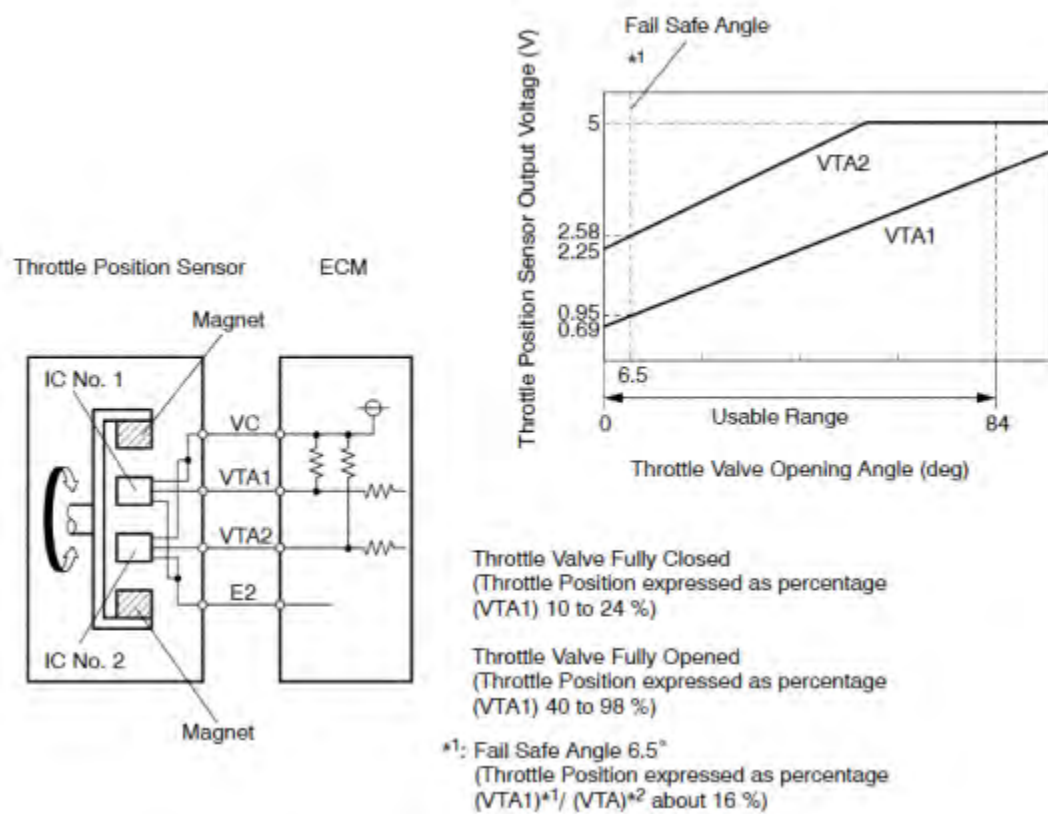 Fail Safe Angle
*1
Throttle Position Sensor Output Voltage (V)
5
VTA2
2.58
2.25
VTA1
0.95
0.69
6.5
0
Usable Range
84
Throttle Valve Opening Angle (deg)
Throttle Position Sensor
ECM
Magnet
IC No. 1
VC
VTA1
VTA2
E2
IC No. 2
Magnet
Throttle Valve Fully Closed
(Throttle Position expressed as percentage
(VTA1) 10 to 24 %)
Throttle Valve Fully Opened
(Throttle Position expressed as percentage
(VTA1) 40 to 98 %)
*1: Fail Safe Angle 6.5°
(Throttle Position expressed as percentage
(VTA1)*1/ (VTA)*2 about 16 %)